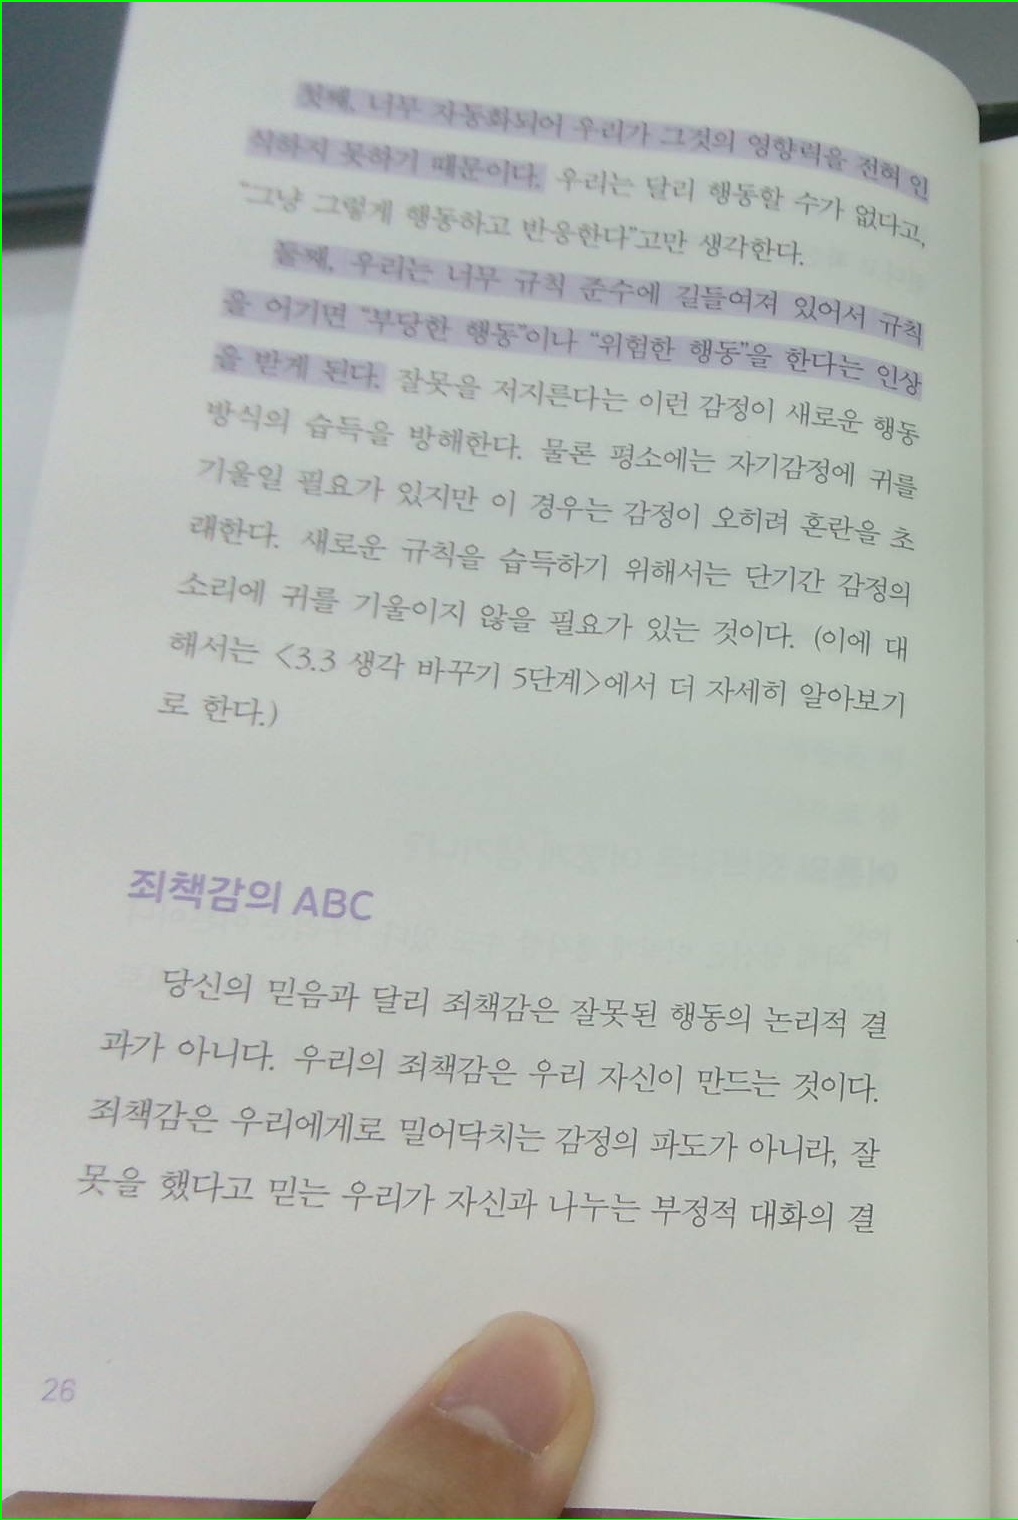 첫째, 너무 자동화되어 우리가 그것의 영향력을 전혀 인
식하지 못하기 때문이다. 우리는 달리 행동할 수가 없다고,
"그냥 그렇게 행동하고 반응한다"고만 생각한다.
둘째, 우리는 너무 규칙 준수에 길들여져 있어서 규칙
을 어기면 "부당한 행동"이나 "위험한 행동"을 한다는 인상
을 받게 된다. 잘못을 저지른다는 이런 감정이 새로운 행동
방식의 습득을 방해한다. 물론 평소에는 자기감정에 귀를
기울일 필요가 있지만 이 경우는 감정이 오히려 혼란을 초
래한다. 새로운 규칙을 습득하기 위해서는 단기간 감정의
소리에 귀를 기울이지 않을 필요가 있는 것이다. (이에 대
해서는 <3.3 생각 바꾸기 5단계>에서 더 자세히 알아보기
로 한다.)
죄책감의 ABC
당신의 믿음과 달리 죄책감은 잘못된 행동의 논리적 결
과가 아니다. 우리의 죄책감은 우리 자신이 만드는 것이다.
죄책감은 우리에게로 밀어닥치는 감정의 파도가 아니라, 잘
못을 했다고 믿는 우리가 자신과 나누는 부정적 대화의 결
26